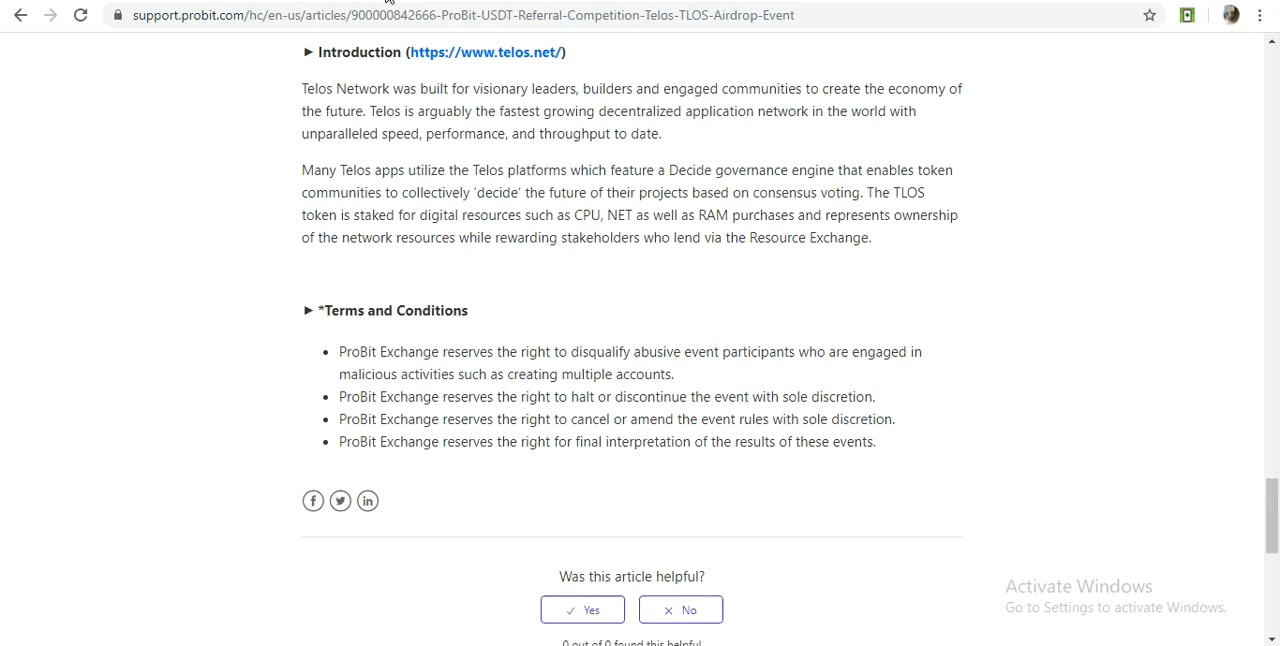 support.probit.com/hc/en-us/articles/900000842666-ProBit-USDT-Referral-Competition-Telos-TLOS-Airdrop-Event
► Introduction (https://www.telos.net/)
Telos Network was built for visionary leaders, builders and engaged communities to create the economy of
the future. Telos is arguably the fastest growing decentralized application network in the world with
unparalleled speed, performance, and throughput to date.
Many Telos apps utilize the Telos platforms which feature a Decide governance engine that enables token
communities to collectively 'decide' the future of their projects based on consensus voting. The TLOS
token is staked for digital resources such as CPU, NET as well as RAM purchases and represents ownership
of the network resources while rewarding stakeholders who lend via the Resource Exchange.
► *Terms and Conditions
• ProBit Exchange reserves the right to disqualify abusive event participants who are engaged in
malicious activities such as creating multiple accounts.
• ProBit Exchange reserves the right to halt or discontinue the event with sole discretion.
• ProBit Exchange reserves the right to cancel or amend the event rules with sole discretion.
• ProBit Exchange reserves the right for final interpretation of the results of these events.
f in
Was this article helpful?
✓ Yes
✕ No
0 out of 0 found this helpful
Activate Windows
Go to Settings to activate Windows.